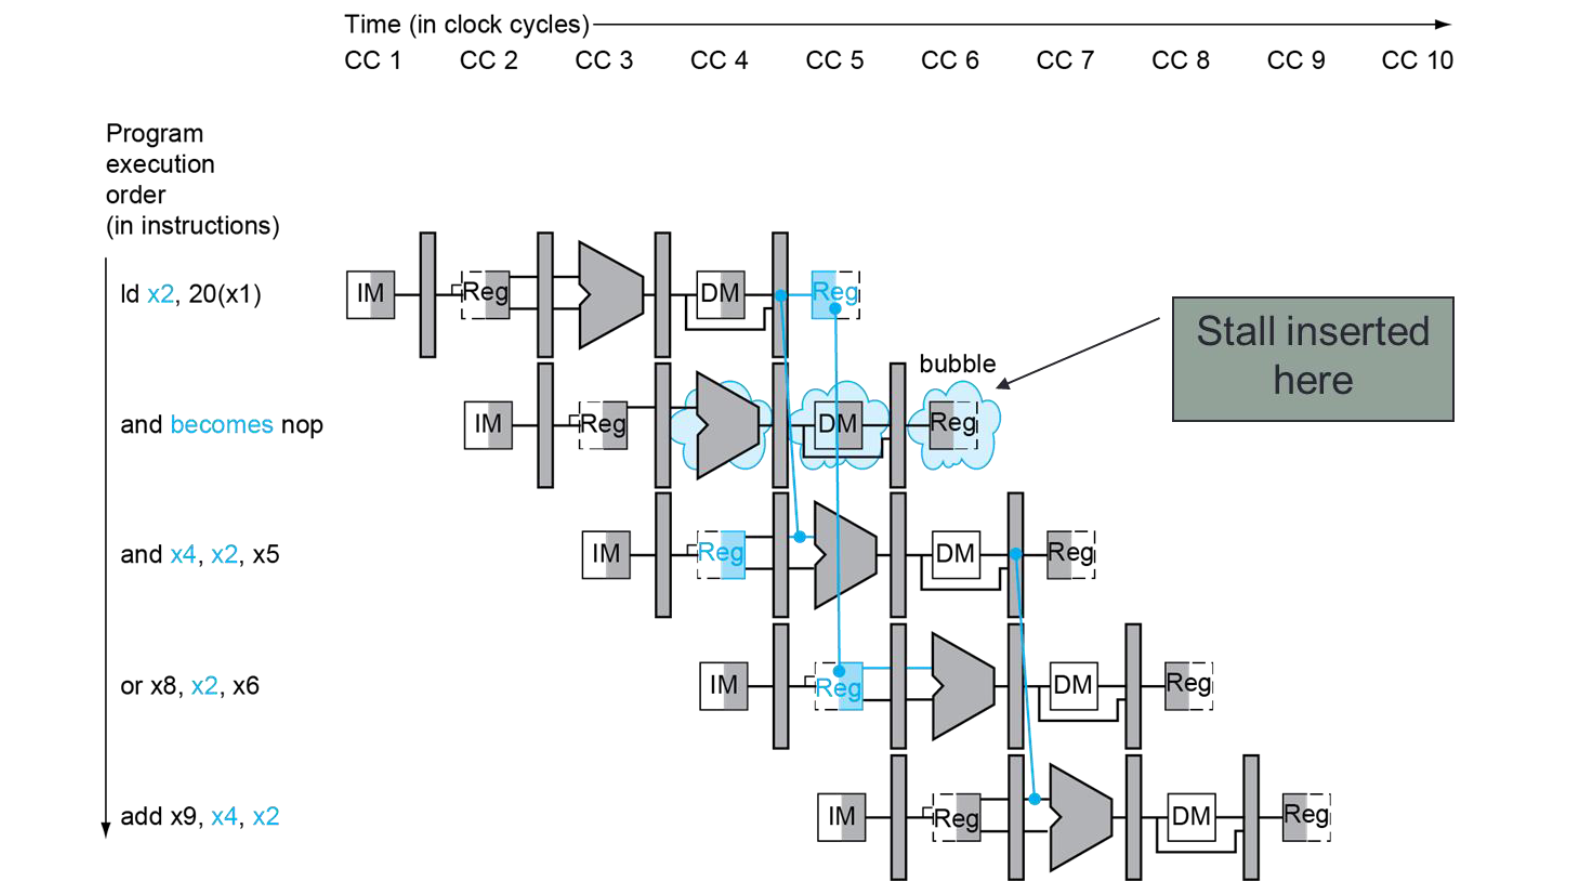 Time (in clock cycles)
CC 1 CC 2 CC 3 CC 4 CC 5 CC 6 CC 7 CC 8 CC 9 CC 10
Program
execution
order
(in instructions)
ld x2, 20(x1)
IM Reg DM Reg
Stall inserted
here
bubble
and becomes nop
IM Reg DM Reg
and x4, x2, x5
IM Reg DM Reg
or x8, x2, x6
IM Reg DM Reg
add x9, x4, x2
IM Reg DM Reg